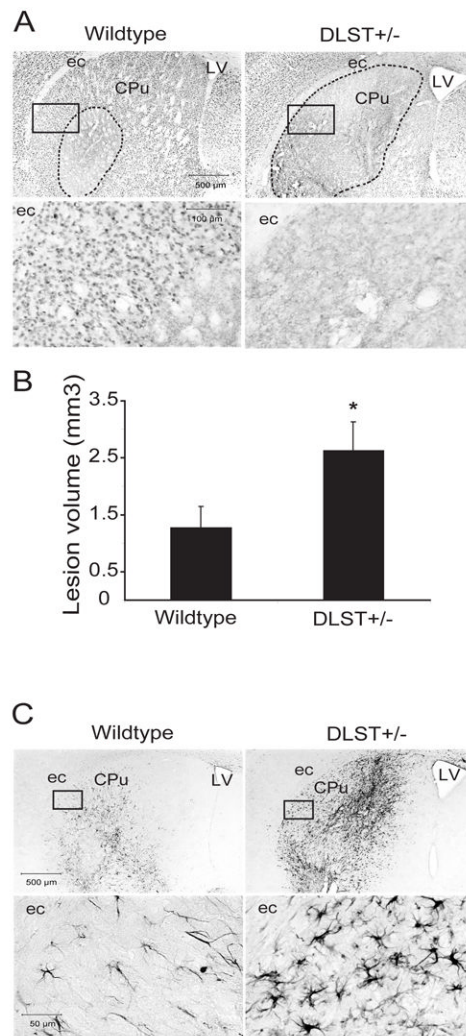 A
Wildtype
DLST+/-
ec
CPu
LV
500 µm
ec
CPu
LV
ec
100 µm
ec
B
Lesion volume (mm3)
3.5
2.5
1.5
0.5
0
*
Wildtype
DLST+/-
C
Wildtype
DLST+/-
ec
CPu
LV
500 µm
ec
CPu
LV
ec
50 µm
ec